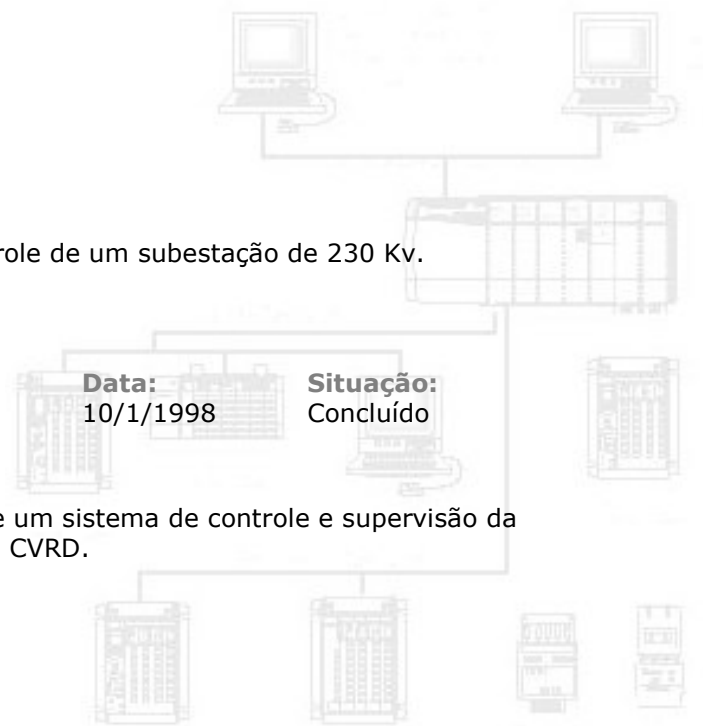 role de um subestação de 230 Kv.
Data: Situação:
10/1/1998 Concluído
e um sistema de controle e supervisão da
CVRD.